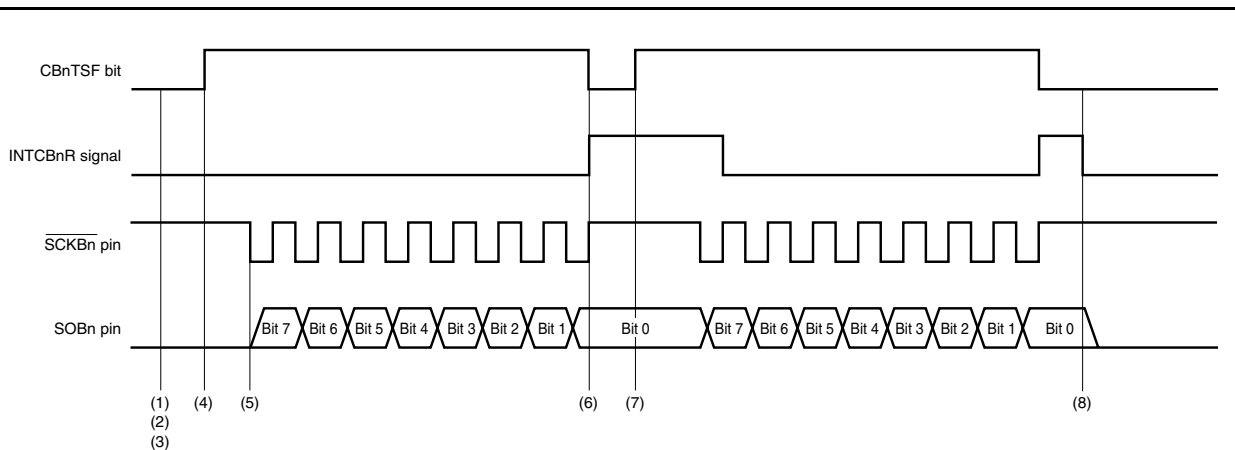 CBnTSF bit
INTCBnR signal
SCKBn pin
SOBn pin
Bit 7 Bit 6 Bit 5 Bit 4 Bit 3 Bit 2 Bit 1 Bit 0 Bit 7 Bit 6 Bit 5 Bit 4 Bit 3 Bit 2 Bit 1 Bit 0
(1) (4) (5) (6) (7) (8)
(2)
(3)